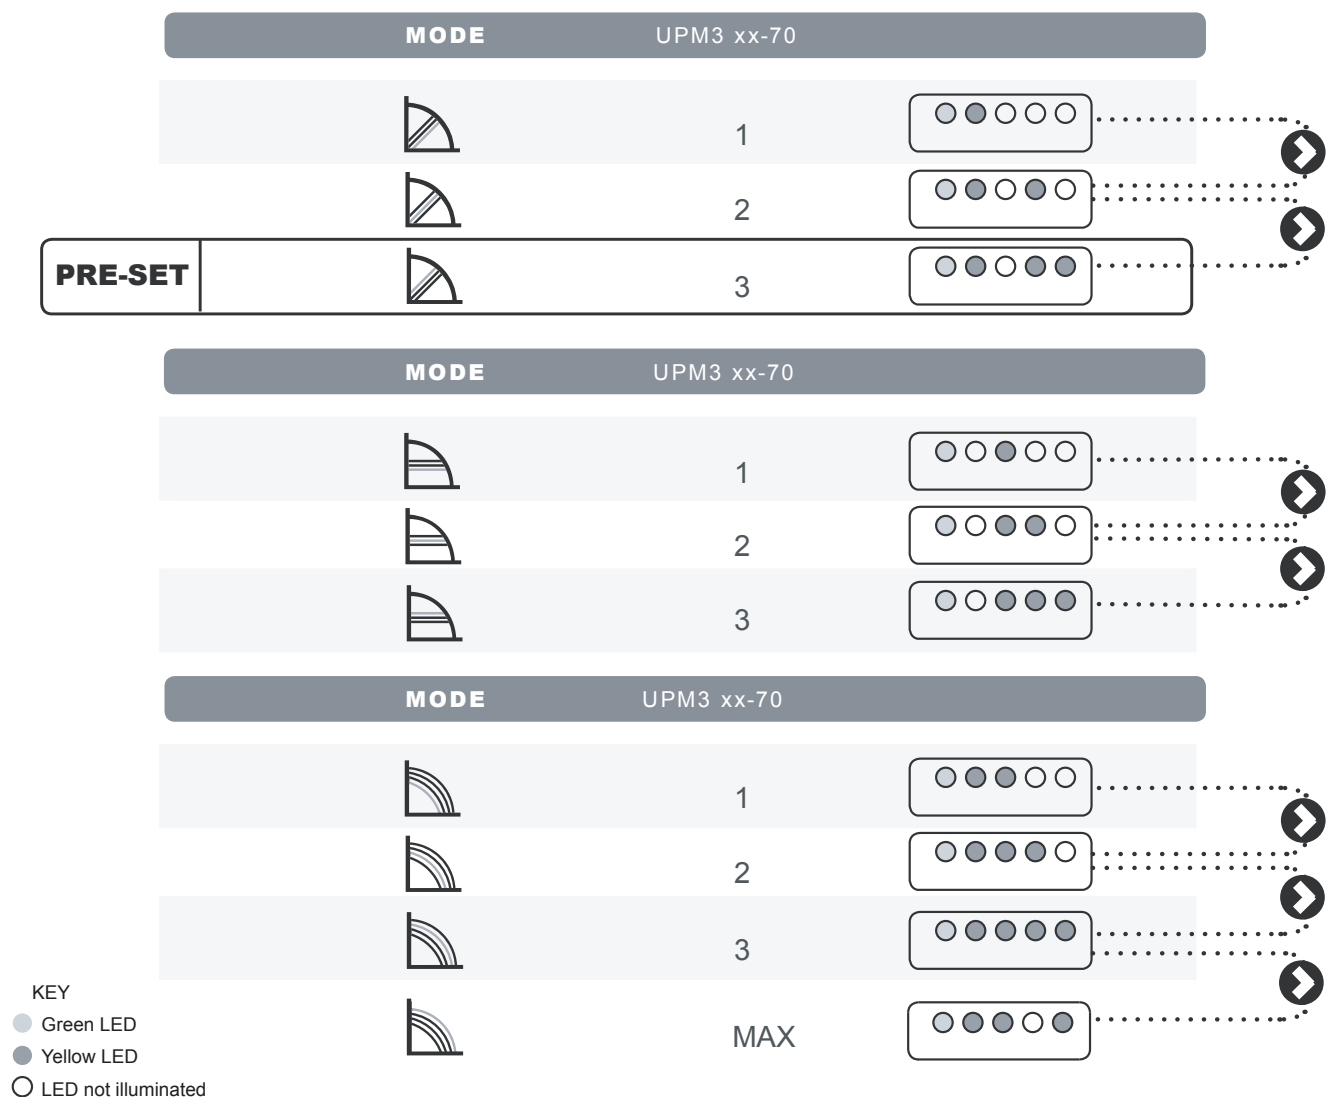 MODE UPM3 xx-70
1
2
PRE-SET 3
MODE UPM3 xx-70
1
2
3
MODE UPM3 xx-70
1
2
3
MAX
KEY
Green LED
Yellow LED
LED not illuminated